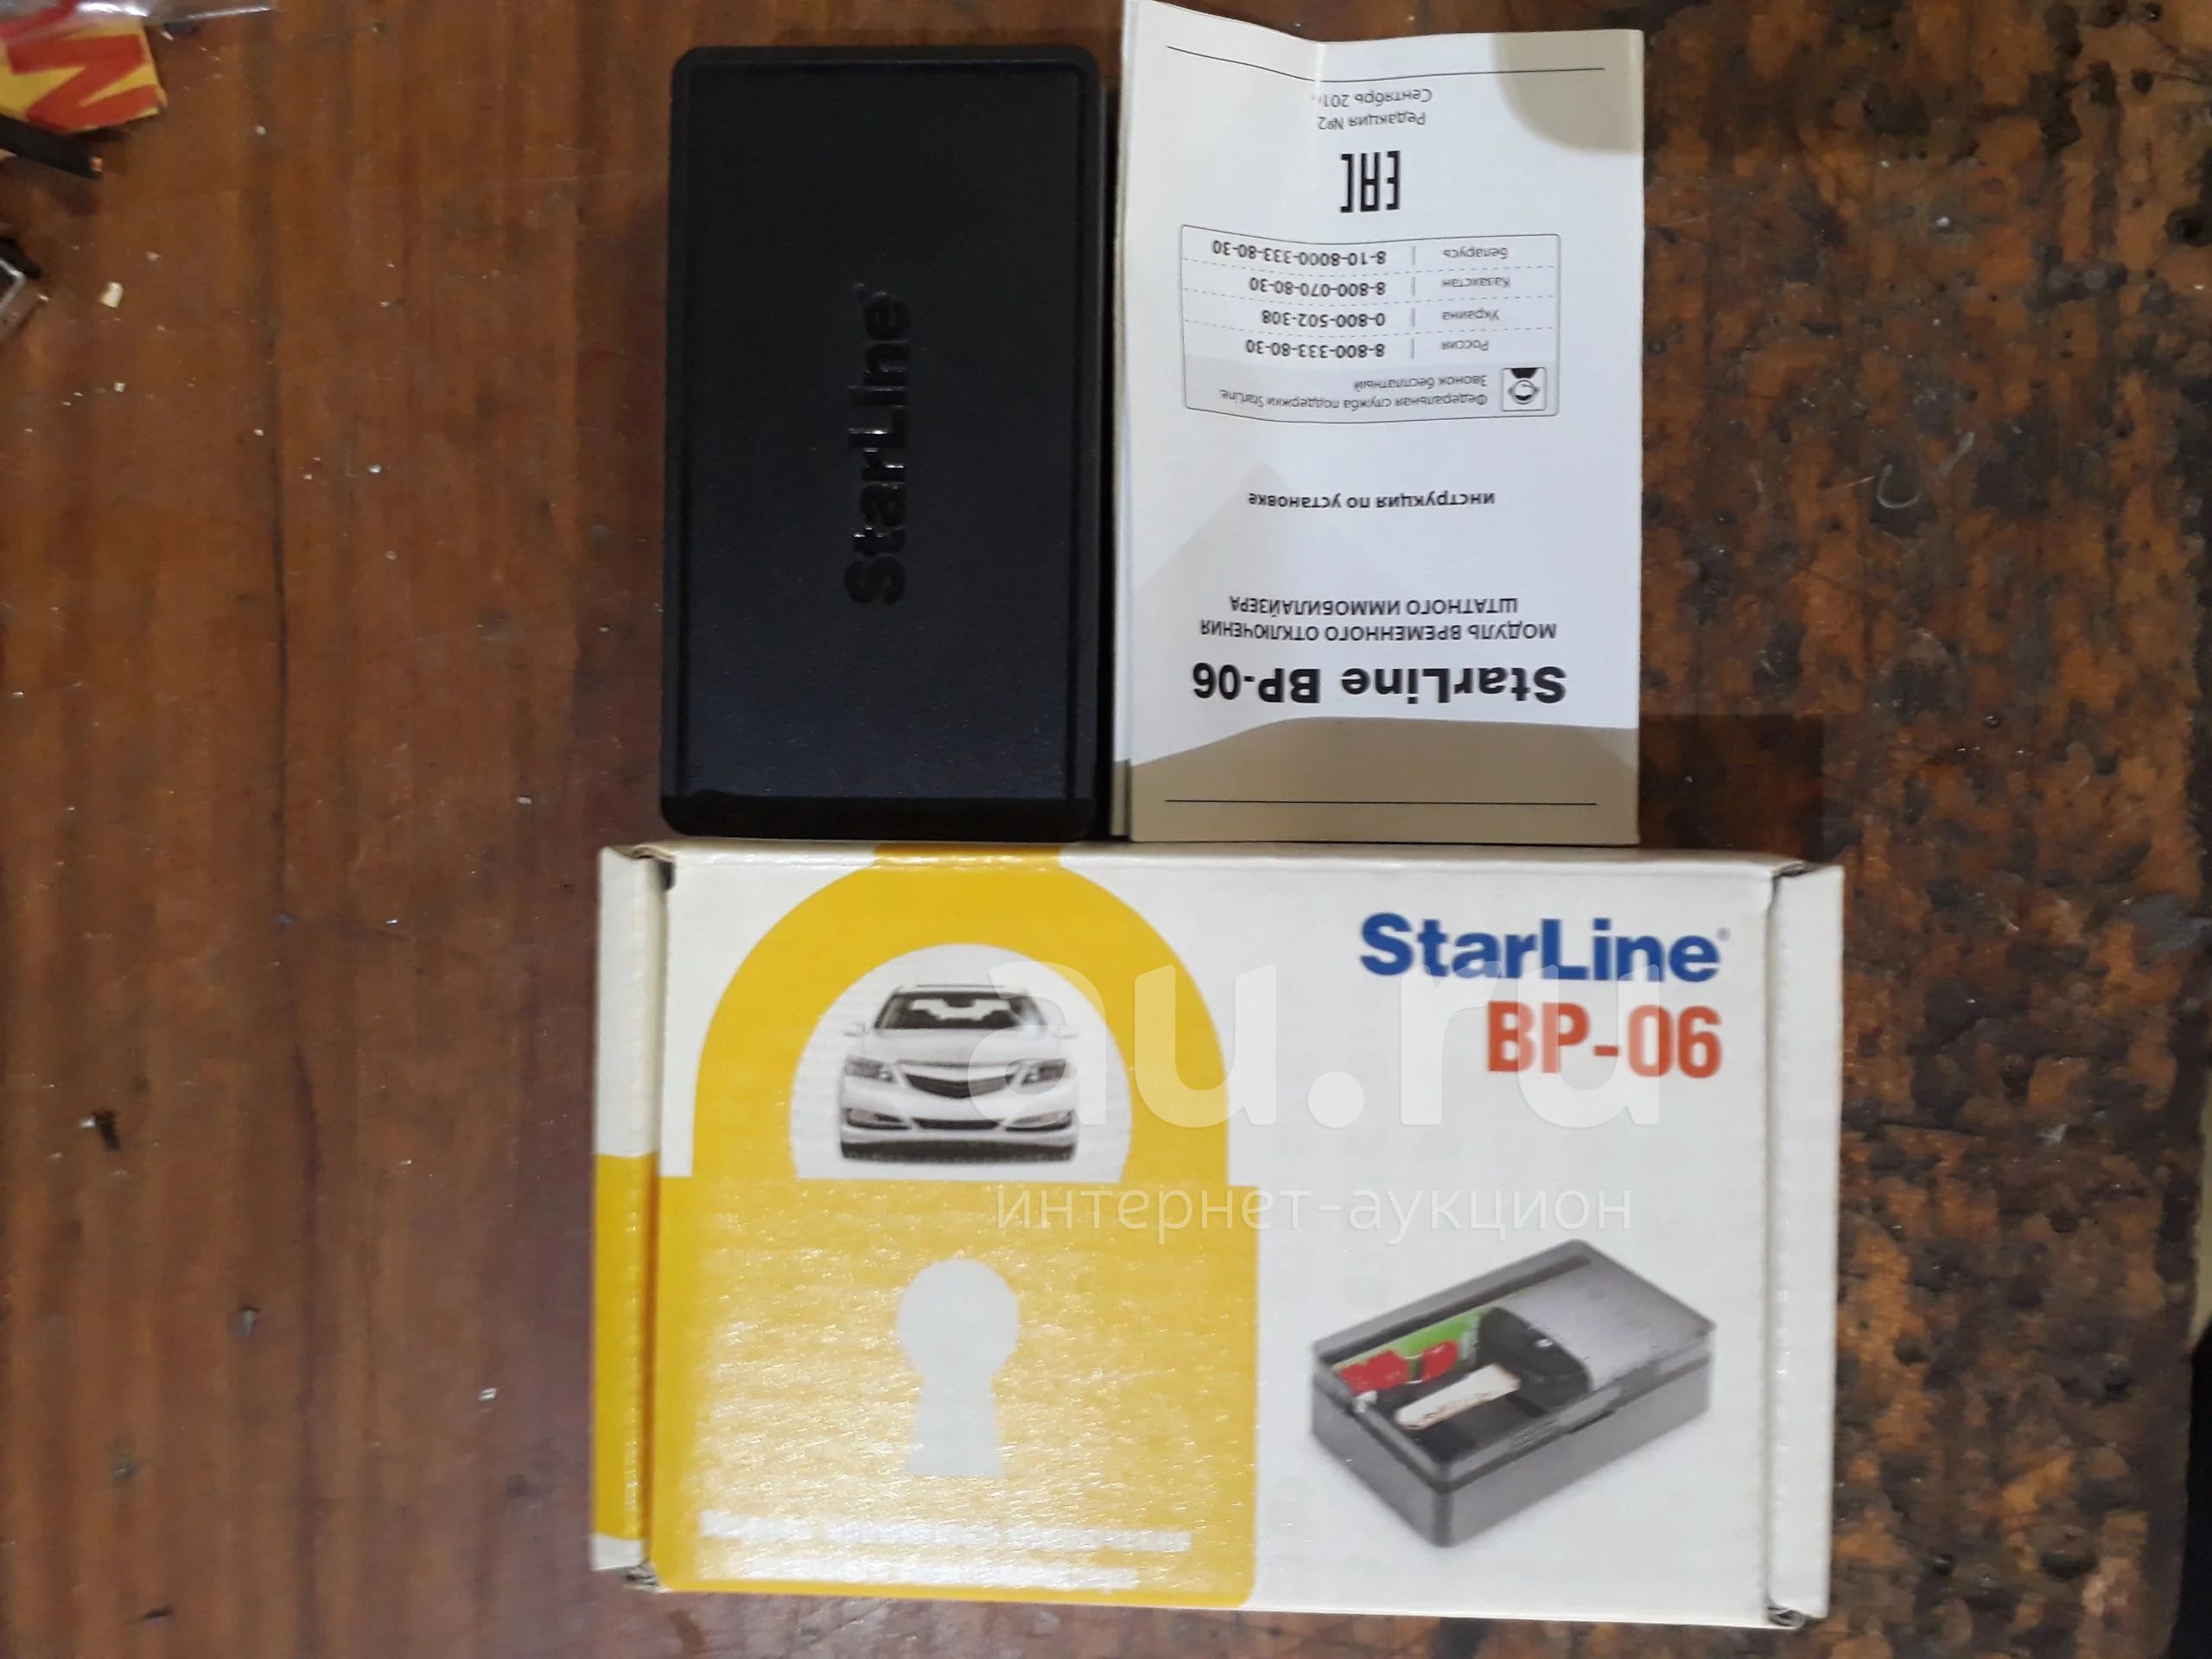 StarLine
StarLine BP-06
МОДУЛЬ ВРЕМЕННОГО ОТКЛЮЧЕНИЯ
ШТАТНОГО ИММОБИЛАЙЗЕРА
инструкция по установке
Федеральная служба поддержки StarLine
Звонок бесплатный
Россия 8-800-333-80-30
Украина 0-800-502-308
Казахстан 8-800-070-80-30
Беларусь 8-10-8000-333-80-30
EAC
Редакция №2
Сентябрь
StarLine®
BP-06
au.ru
интернет-аукцион